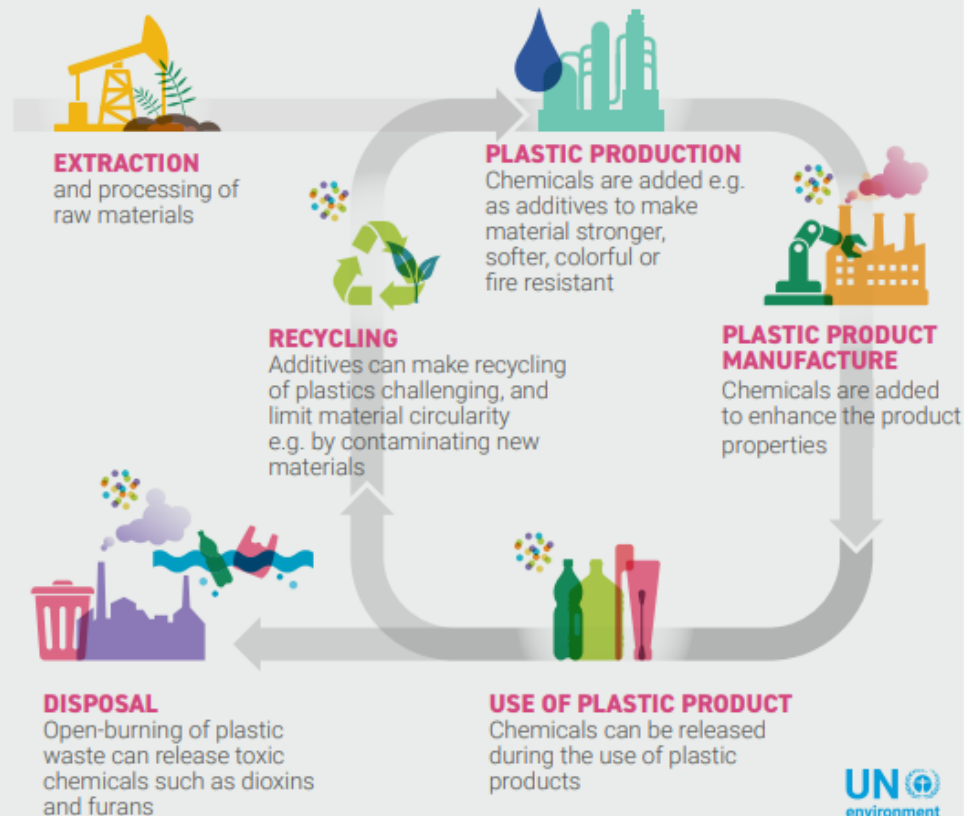 EXTRACTION
and processing of
raw materials
PLASTIC PRODUCTION
Chemicals are added e.g.
as additives to make
material stronger,
softer, colorful or
fire resistant
PLASTIC PRODUCT
MANUFACTURE
Chemicals are added
to enhance the product
properties
RECYCLING
Additives can make recycling
of plastics challenging, and
limit material circularity
e.g. by contaminating new
materials
DISPOSAL
Open-burning of plastic
waste can release toxic
chemicals such as dioxins
and furans
USE OF PLASTIC PRODUCT
Chemicals can be released
during the use of plastic
products
UN
environment